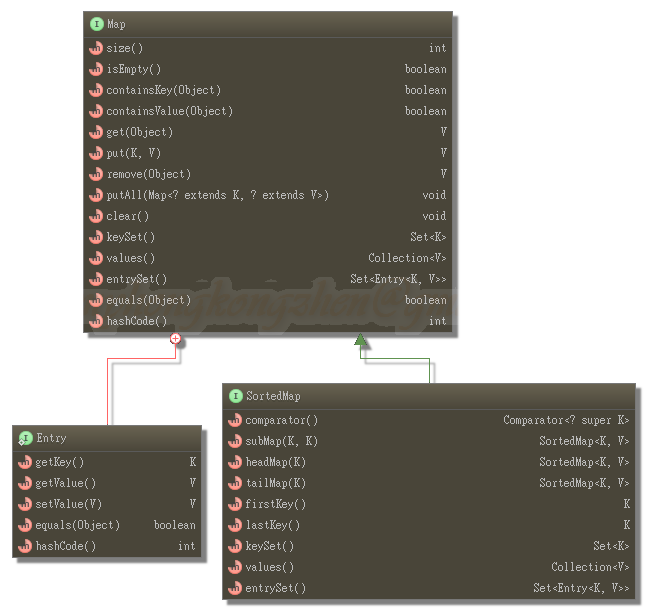 I Map
size() int
isEmpty() boolean
containsKey(Object) boolean
containsValue(Object) boolean
get(Object) V
put(K, V) V
remove(Object) V
putAll(Map<? extends K, ? extends V>) void
clear() void
keySet() Set<K>
values() Collection<V>
entrySet() Set<Entry<K, V>>
equals(Object) boolean
hashCode() int
I Entry
getKey() K
getValue() V
setValue(V) V
equals(Object) boolean
hashCode() int
I SortedMap
comparator() Comparator<? super K>
subMap(K, K) SortedMap<K, V>
headMap(K) SortedMap<K, V>
tailMap(K) SortedMap<K, V>
firstKey() K
lastKey() K
keySet() Set<K>
values() Collection<V>
entrySet() Set<Entry<K, V>>